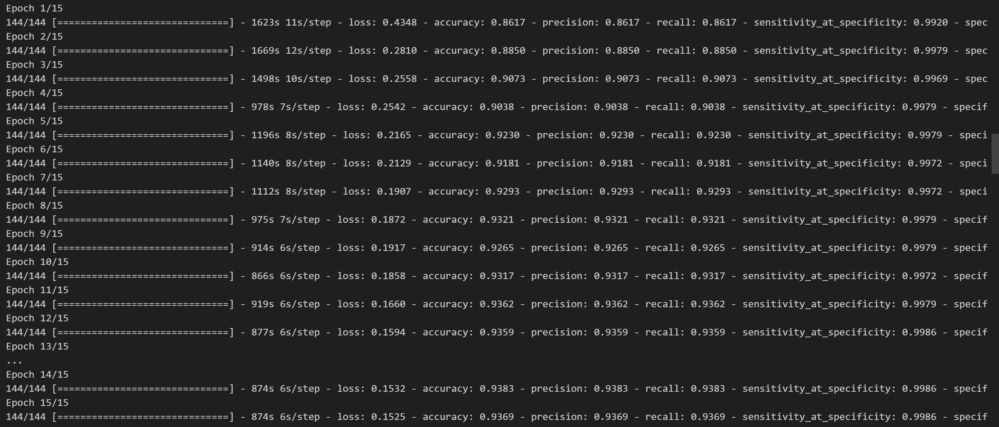 Epoch 1/15
144/144 [==============================] - 1623s 11s/step - loss: 0.4348 - accuracy: 0.8617 - precision: 0.8617 - recall: 0.8617 - sensitivity_at_specificity: 0.9920 - spec
Epoch 2/15
144/144 [==============================] - 1669s 12s/step - loss: 0.2810 - accuracy: 0.8850 - precision: 0.8850 - recall: 0.8850 - sensitivity_at_specificity: 0.9979 - spec
Epoch 3/15
144/144 [==============================] - 1498s 10s/step - loss: 0.2558 - accuracy: 0.9073 - precision: 0.9073 - recall: 0.9073 - sensitivity_at_specificity: 0.9969 - spec
Epoch 4/15
144/144 [==============================] - 978s 7s/step - loss: 0.2542 - accuracy: 0.9038 - precision: 0.9038 - recall: 0.9038 - sensitivity_at_specificity: 0.9979 - specif
Epoch 5/15
144/144 [==============================] - 1196s 8s/step - loss: 0.2165 - accuracy: 0.9230 - precision: 0.9230 - recall: 0.9230 - sensitivity_at_specificity: 0.9979 - speci
Epoch 6/15
144/144 [==============================] - 1140s 8s/step - loss: 0.2129 - accuracy: 0.9181 - precision: 0.9181 - recall: 0.9181 - sensitivity_at_specificity: 0.9972 - speci
Epoch 7/15
144/144 [==============================] - 1112s 8s/step - loss: 0.1907 - accuracy: 0.9293 - precision: 0.9293 - recall: 0.9293 - sensitivity_at_specificity: 0.9972 - speci
Epoch 8/15
144/144 [==============================] - 975s 7s/step - loss: 0.1872 - accuracy: 0.9321 - precision: 0.9321 - recall: 0.9321 - sensitivity_at_specificity: 0.9979 - specif
Epoch 9/15
144/144 [==============================] - 914s 6s/step - loss: 0.1917 - accuracy: 0.9265 - precision: 0.9265 - recall: 0.9265 - sensitivity_at_specificity: 0.9979 - specif
Epoch 10/15
144/144 [==============================] - 866s 6s/step - loss: 0.1858 - accuracy: 0.9317 - precision: 0.9317 - recall: 0.9317 - sensitivity_at_specificity: 0.9972 - specif
Epoch 11/15
144/144 [==============================] - 919s 6s/step - loss: 0.1660 - accuracy: 0.9362 - precision: 0.9362 - recall: 0.9362 - sensitivity_at_specificity: 0.9979 - specif
Epoch 12/15
144/144 [==============================] - 877s 6s/step - loss: 0.1594 - accuracy: 0.9359 - precision: 0.9359 - recall: 0.9359 - sensitivity_at_specificity: 0.9986 - specif
Epoch 13/15
...
Epoch 14/15
144/144 [==============================] - 874s 6s/step - loss: 0.1532 - accuracy: 0.9383 - precision: 0.9383 - recall: 0.9383 - sensitivity_at_specificity: 0.9986 - specif
Epoch 15/15
144/144 [==============================] - 874s 6s/step - loss: 0.1525 - accuracy: 0.9369 - precision: 0.9369 - recall: 0.9369 - sensitivity_at_specificity: 0.9986 - specif